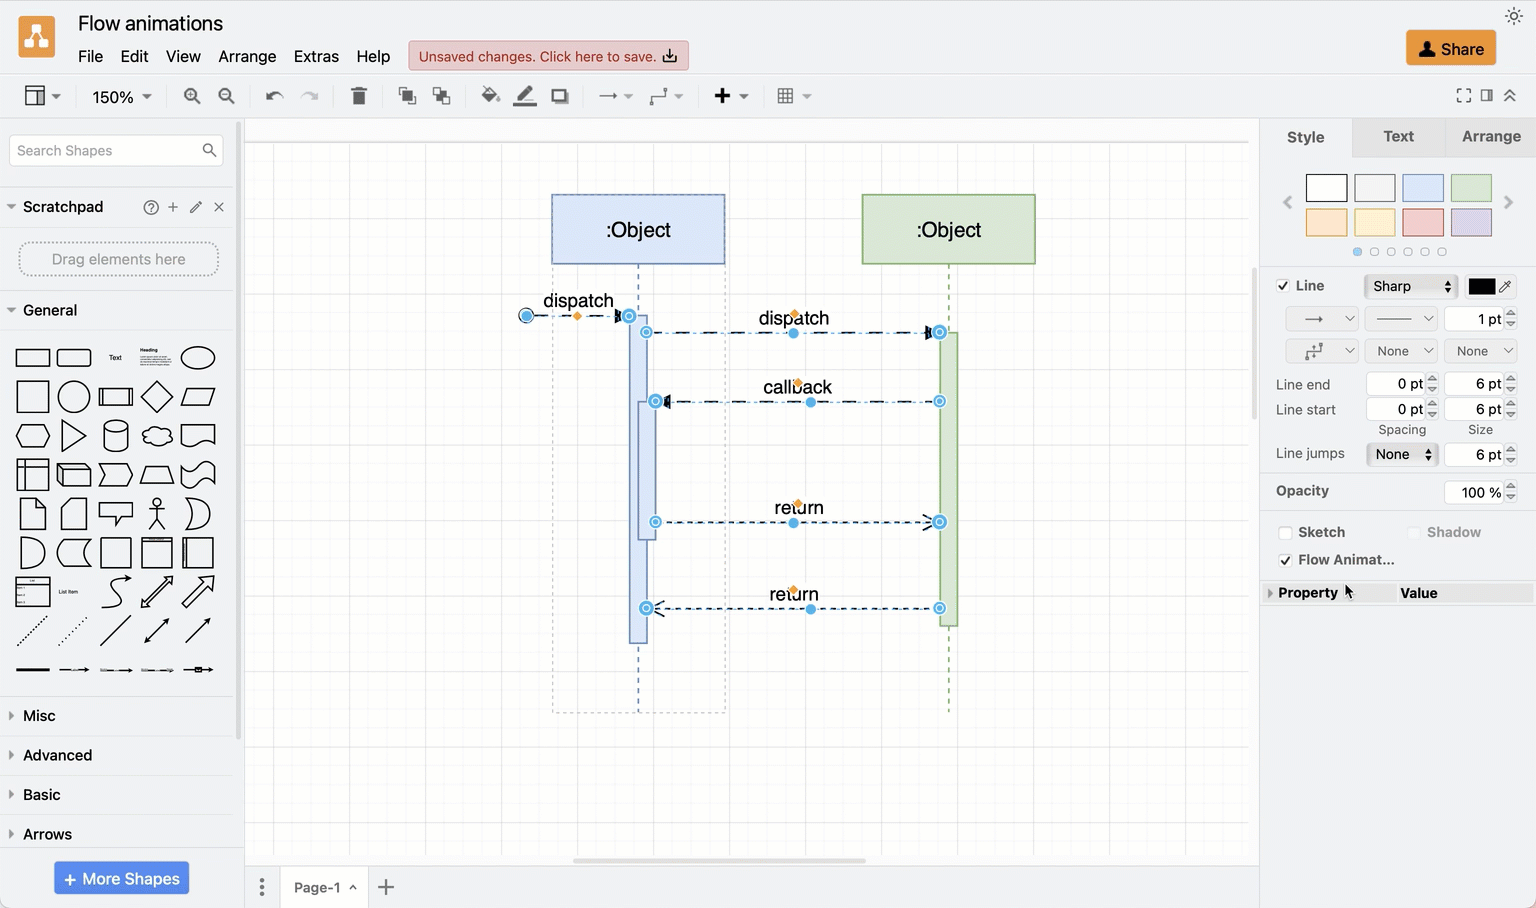 Flow animations
File Edit View Arrange Extras Help Unsaved changes. Click here to save.
Share
150%
Search Shapes
Scratchpad
Drag elements here
General
Text
Heading
List Item
Misc
Advanced
Basic
Arrows
+ More Shapes
:Object :Object
dispatch
dispatch
callback
return
return
Page-1
Style Text Arrange
Line Sharp
1 pt
None None
Line end 0 pt 6 pt
Line start 0 pt 6 pt
Spacing Size
Line jumps None 6 pt
Opacity 100 %
Sketch Shadow
Flow Animat...
Property Value